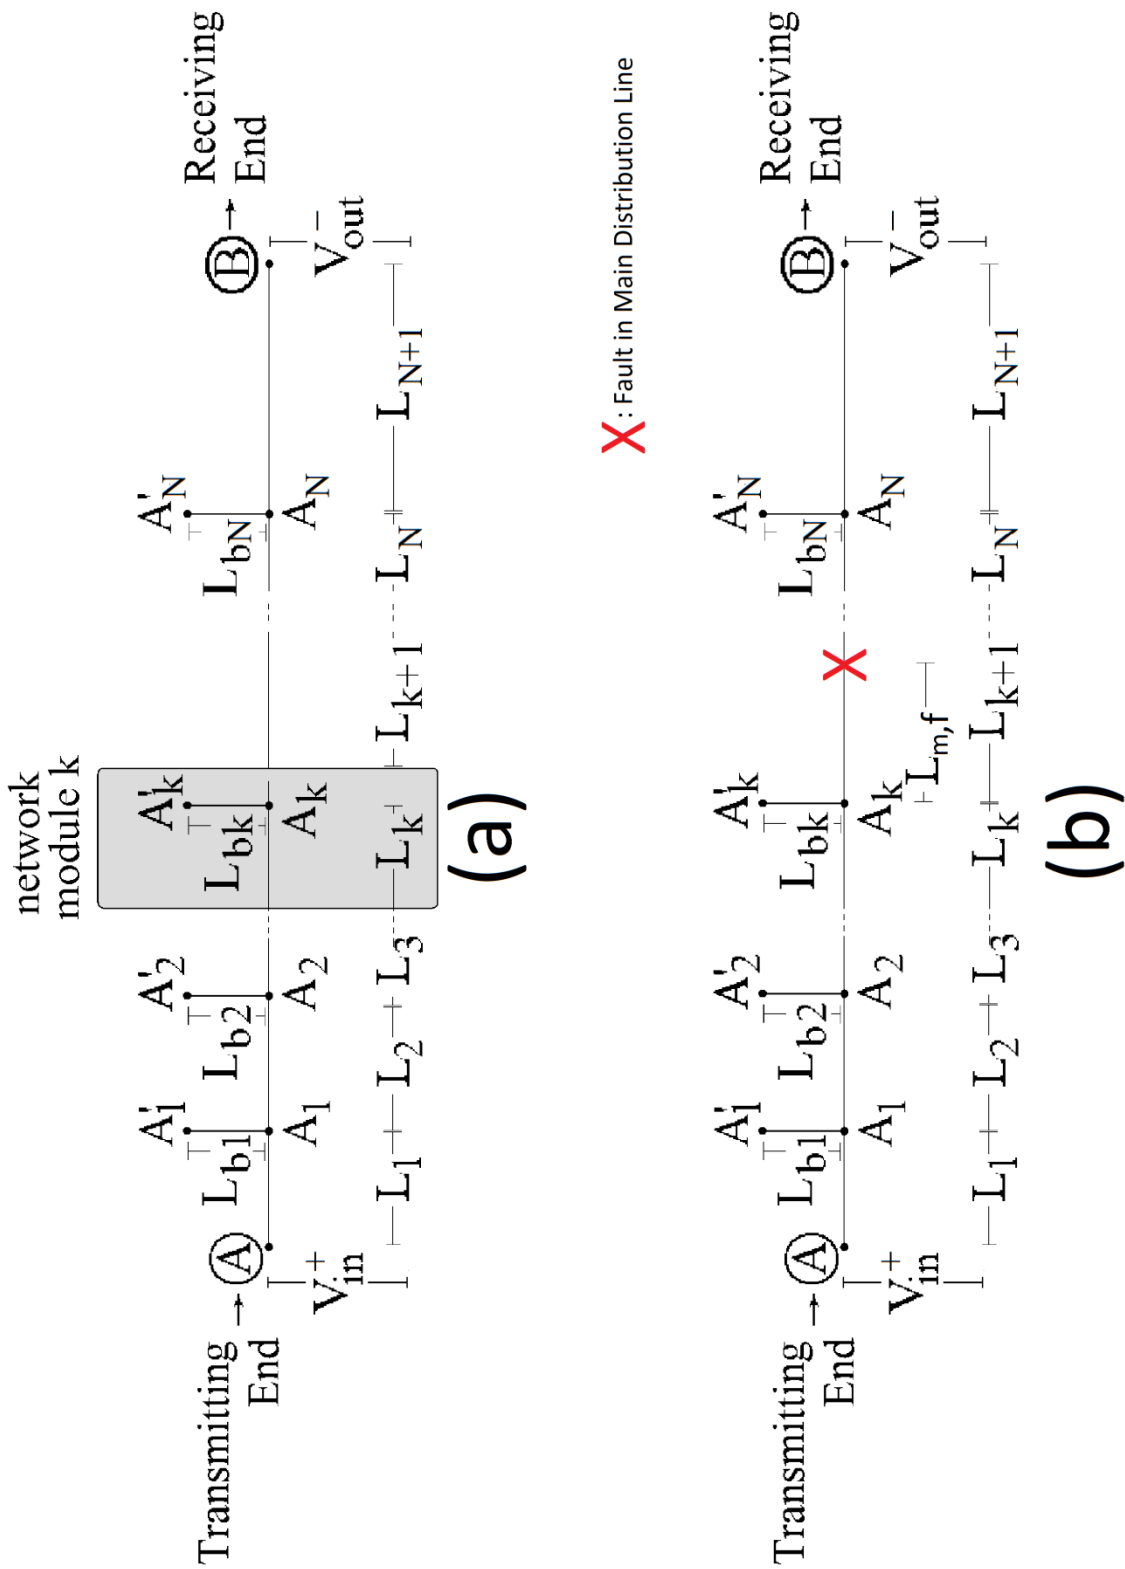 network
module k
A'1
A'2
A'k
A'N
Lb1
Lb2
Lbk
LbN
Transmitting
End
A
B
Receiving
End
A1
A2
Ak
AN
V+in
V−out
L1
L2
L3
Lk
Lk+1
LN
LN+1
(a)
X : Fault in Main Distribution Line
A'1
A'2
A'k
A'N
Lb1
Lb2
Lbk
LbN
Transmitting
End
A
X
B
Receiving
End
A1
A2
Ak
AN
Lm,f
V+in
V−out
L1
L2
L3
Lk
Lk+1
LN
LN+1
(b)